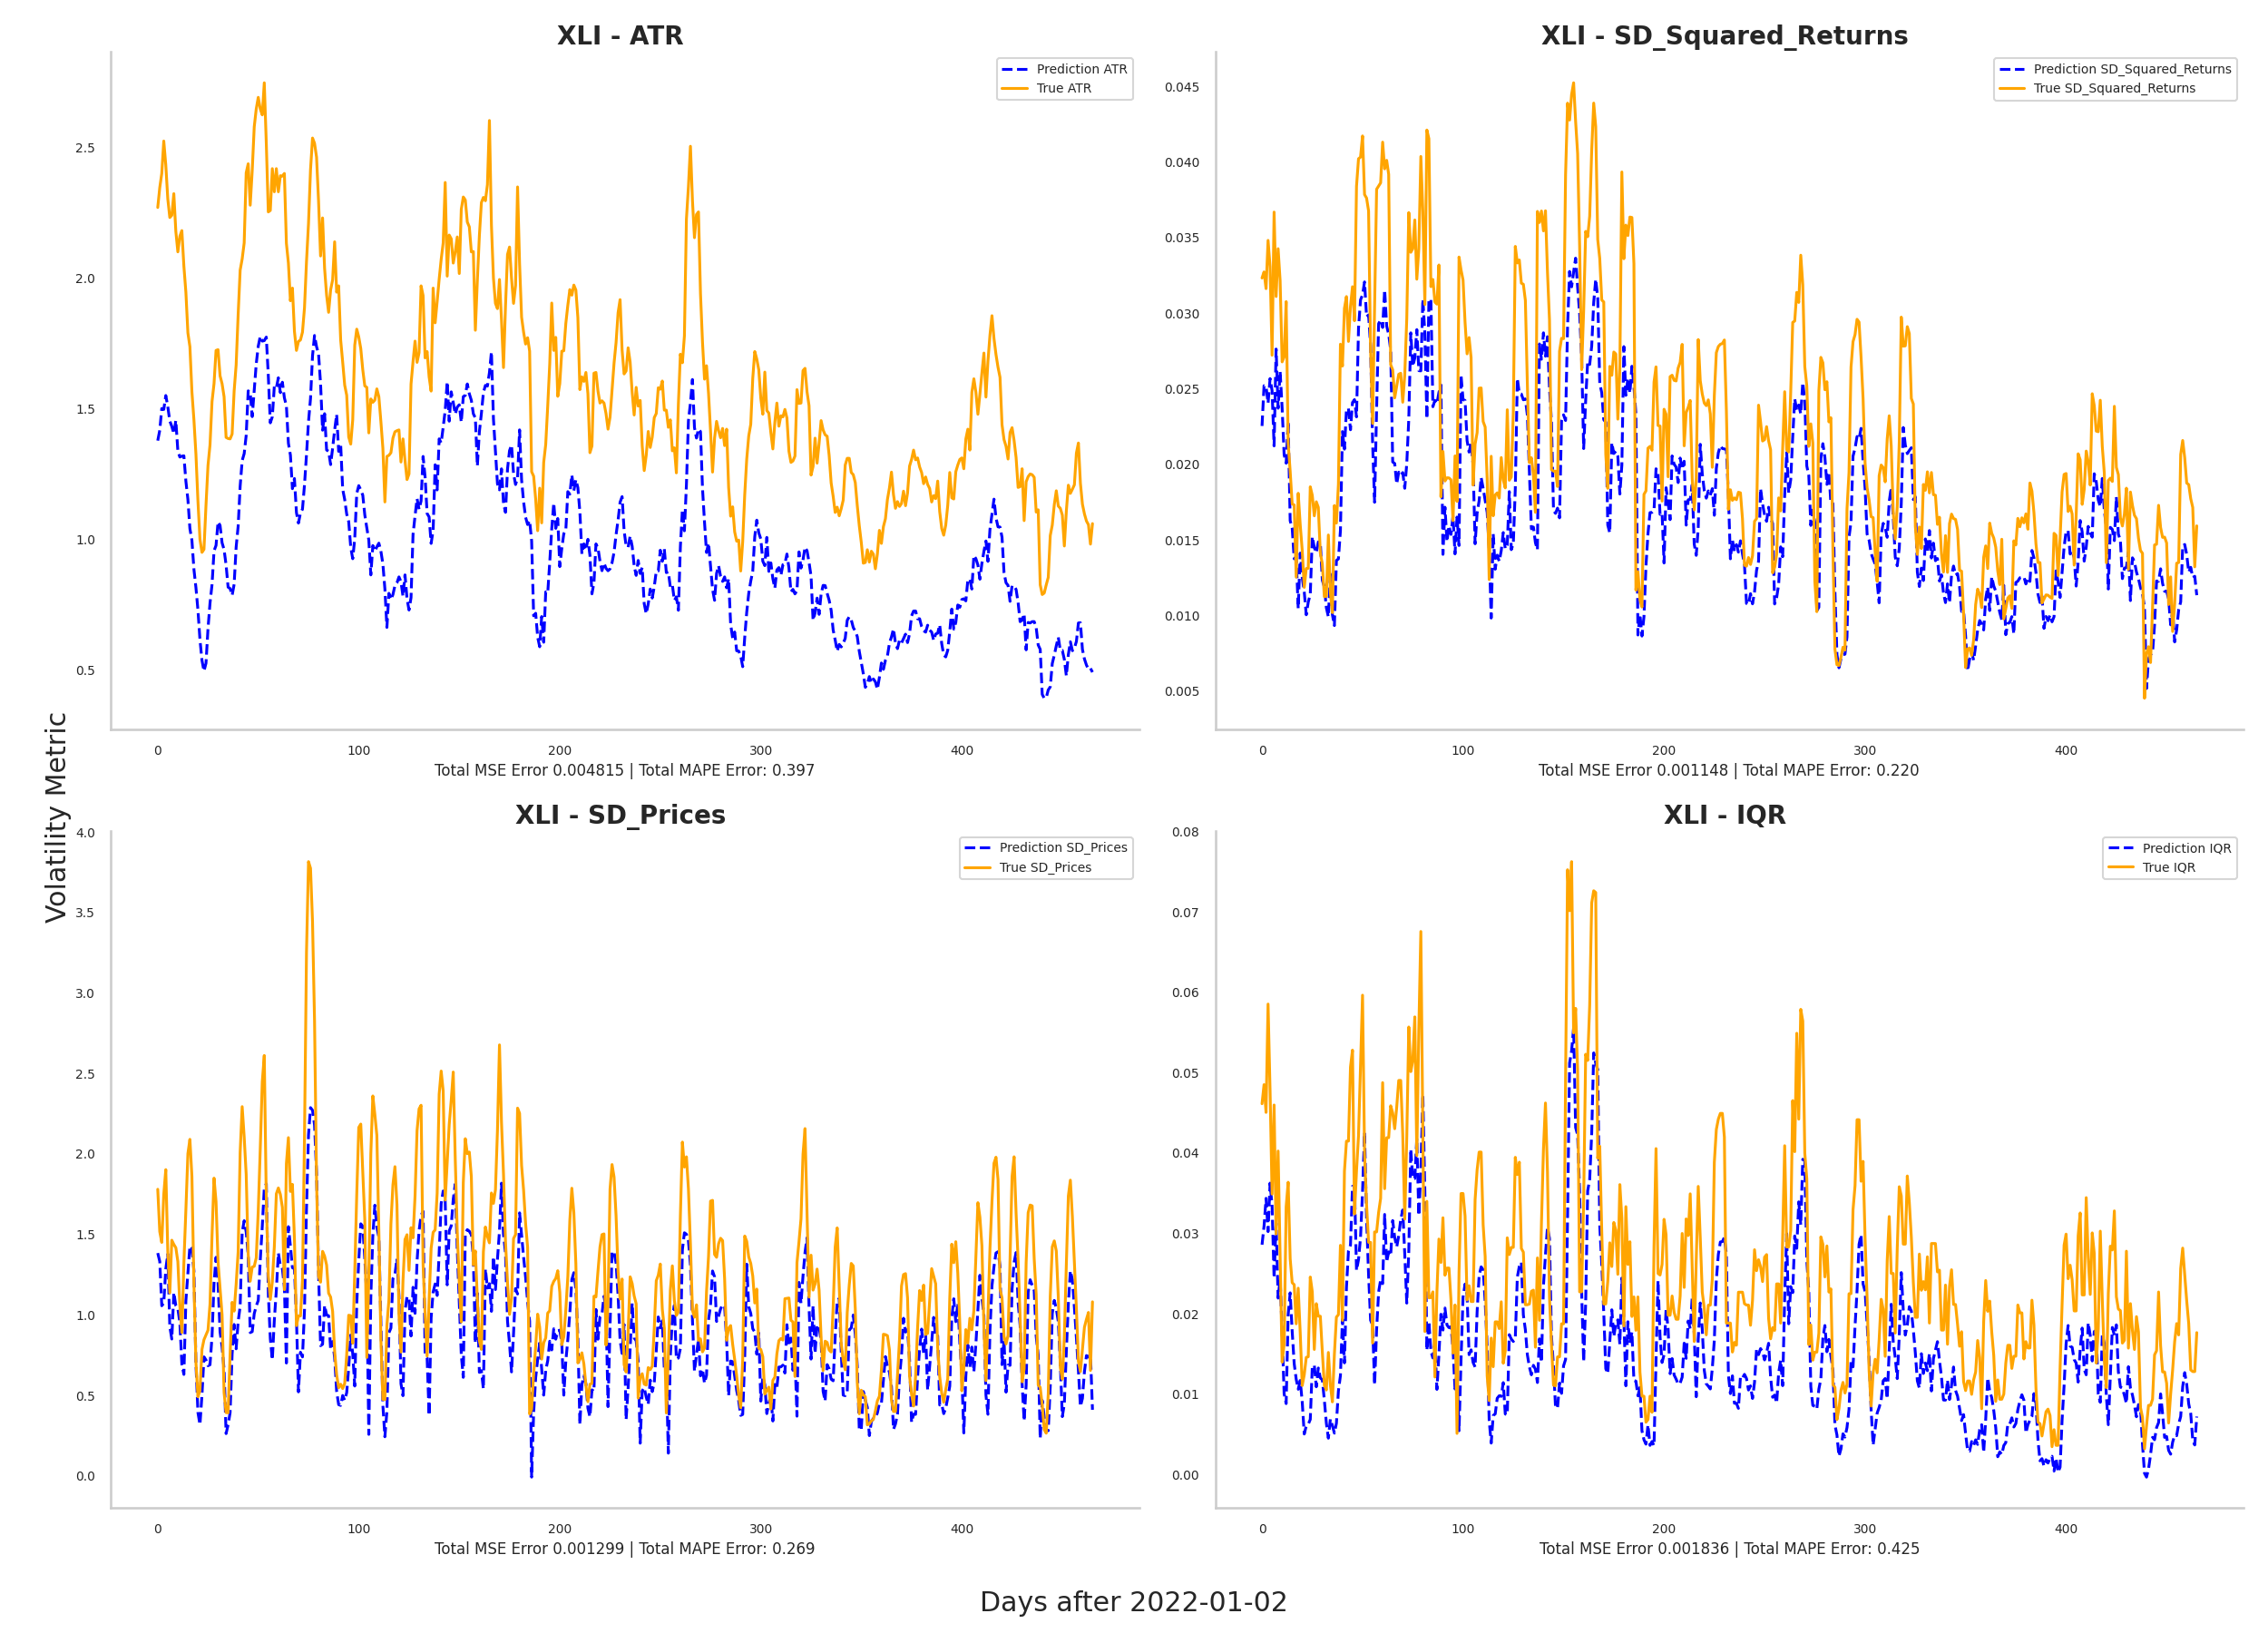 XLI - ATR
Prediction ATR
True ATR
2.5
2.0
1.5
1.0
0.5
0 100 200 300 400
Total MSE Error 0.004815 | Total MAPE Error: 0.397
XLI - SD_Squared_Returns
Prediction SD_Squared_Returns
True SD_Squared_Returns
0.045
0.040
0.035
0.030
0.025
0.020
0.015
0.010
0.005
0 100 200 300 400
Total MSE Error 0.001148 | Total MAPE Error: 0.220
Volatility Metric
XLI - SD_Prices
Prediction SD_Prices
True SD_Prices
4.0
3.5
3.0
2.5
2.0
1.5
1.0
0.5
0.0
0 100 200 300 400
Total MSE Error 0.001299 | Total MAPE Error: 0.269
XLI - IQR
Prediction IQR
True IQR
0.08
0.07
0.06
0.05
0.04
0.03
0.02
0.01
0.00
0 100 200 300 400
Total MSE Error 0.001836 | Total MAPE Error: 0.425
Days after 2022-01-02